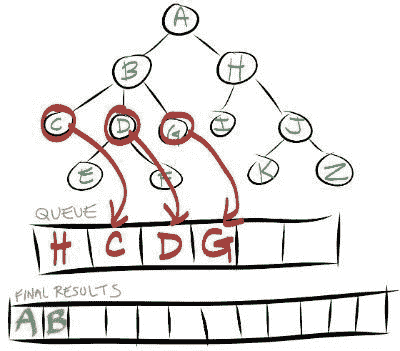 A
B H
C D G I J
E F K Z
QUEUE
H C D G
FINAL RESULTS
A B